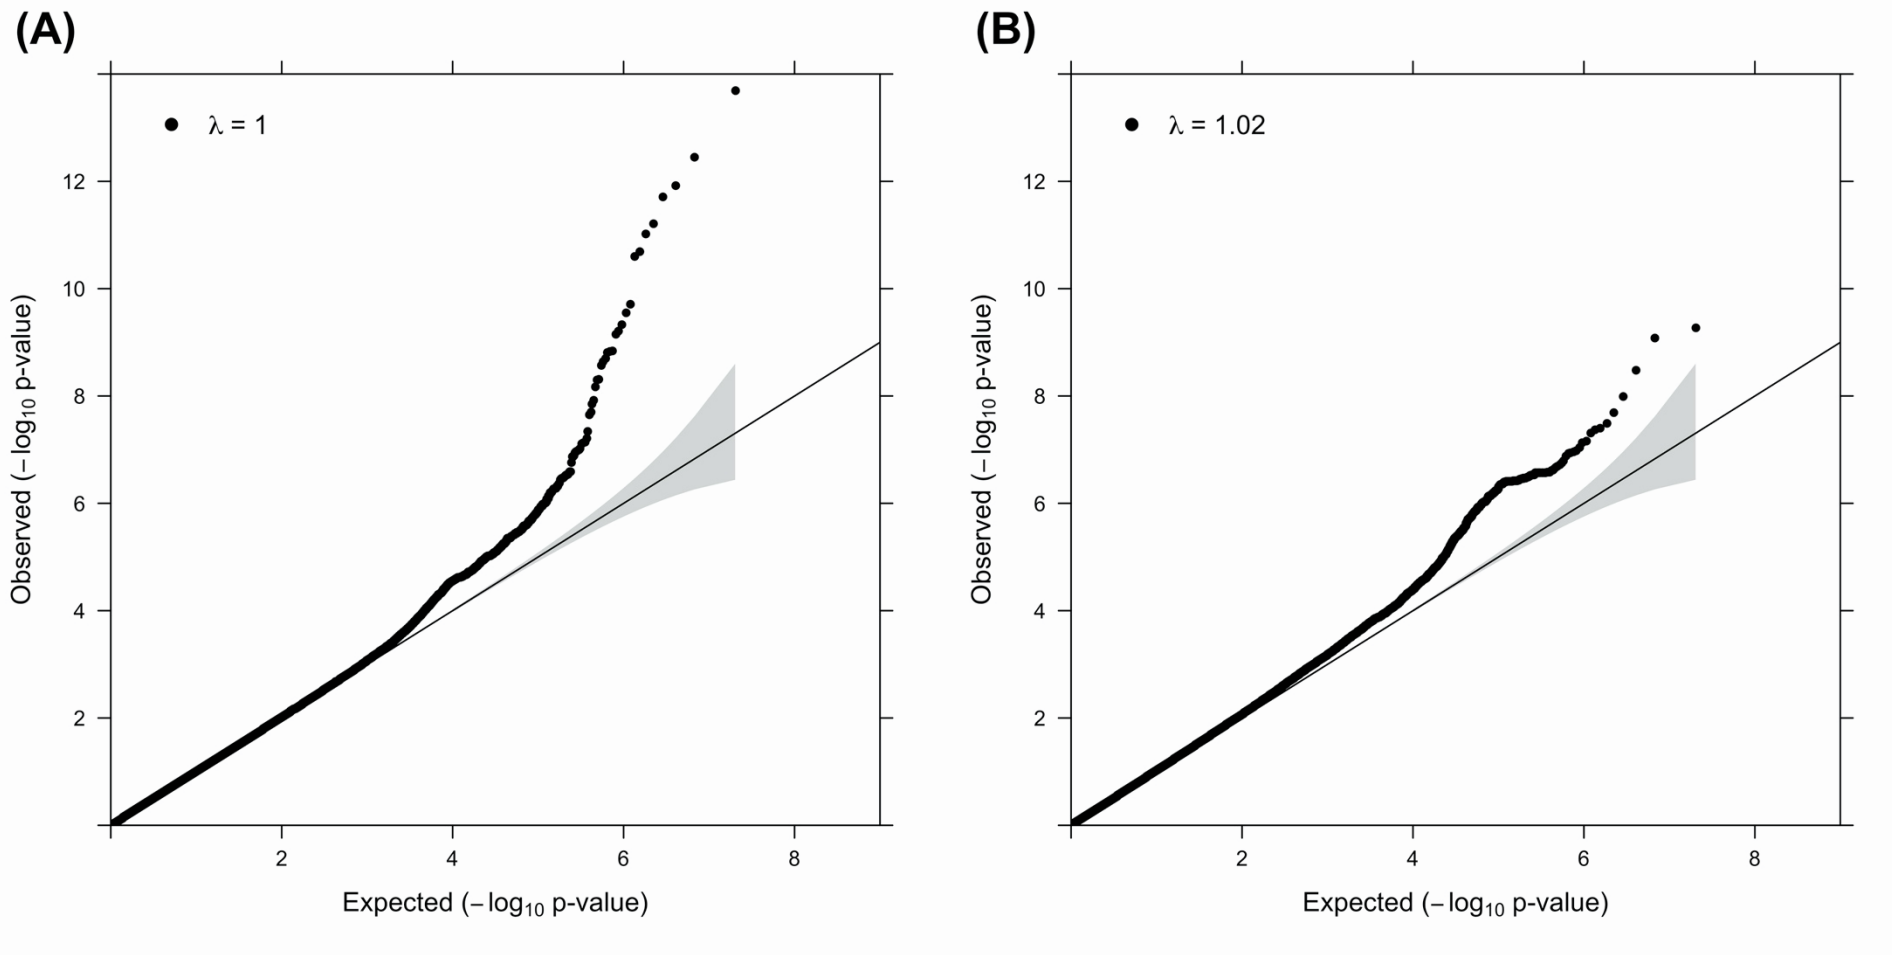 (A)
λ = 1
12
10
8
6
4
2
2 4 6 8
Observed (−log10 p-value)
Expected (−log10 p-value)
(B)
λ = 1.02
12
10
8
6
4
2
2 4 6 8
Observed (−log10 p-value)
Expected (−log10 p-value)